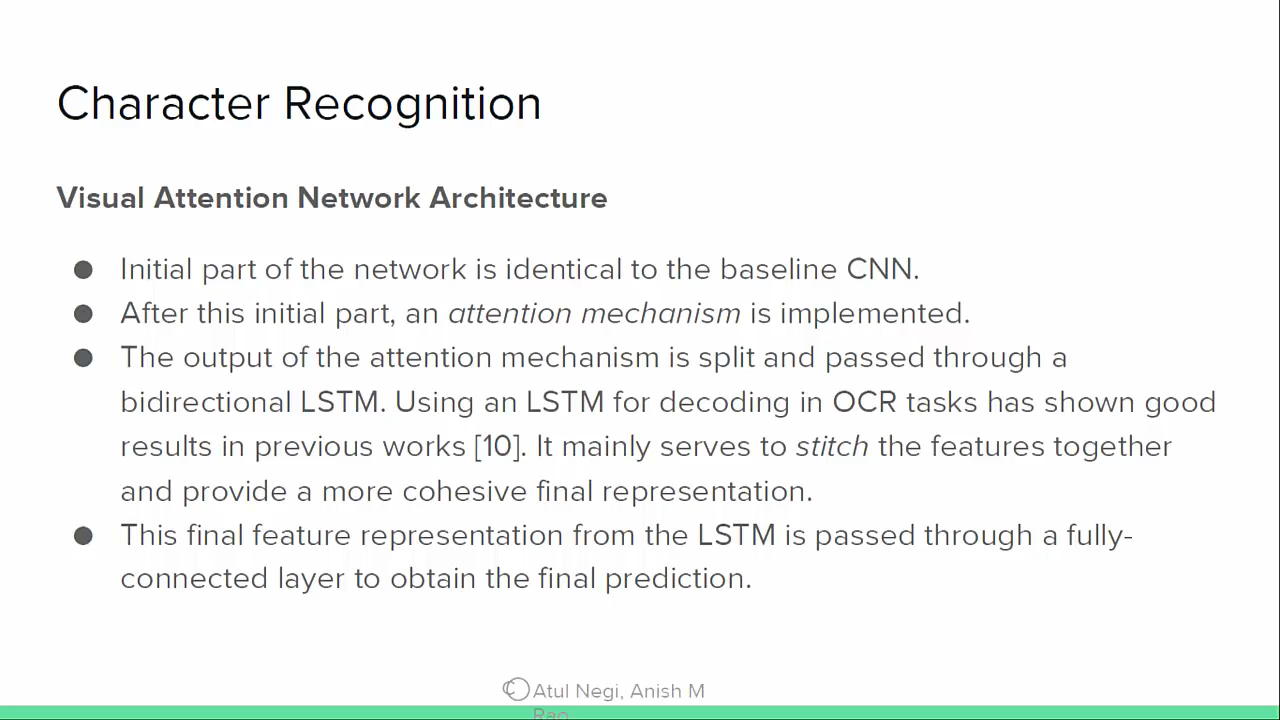 Character Recognition
Visual Attention Network Architecture
● Initial part of the network is identical to the baseline CNN.
● After this initial part, an attention mechanism is implemented.
● The output of the attention mechanism is split and passed through a
bidirectional LSTM. Using an LSTM for decoding in OCR tasks has shown good
results in previous works [10]. It mainly serves to stitch the features together
and provide a more cohesive final representation.
● This final feature representation from the LSTM is passed through a fully-
connected layer to obtain the final prediction.
© Atul Negi, Anish M
Rao